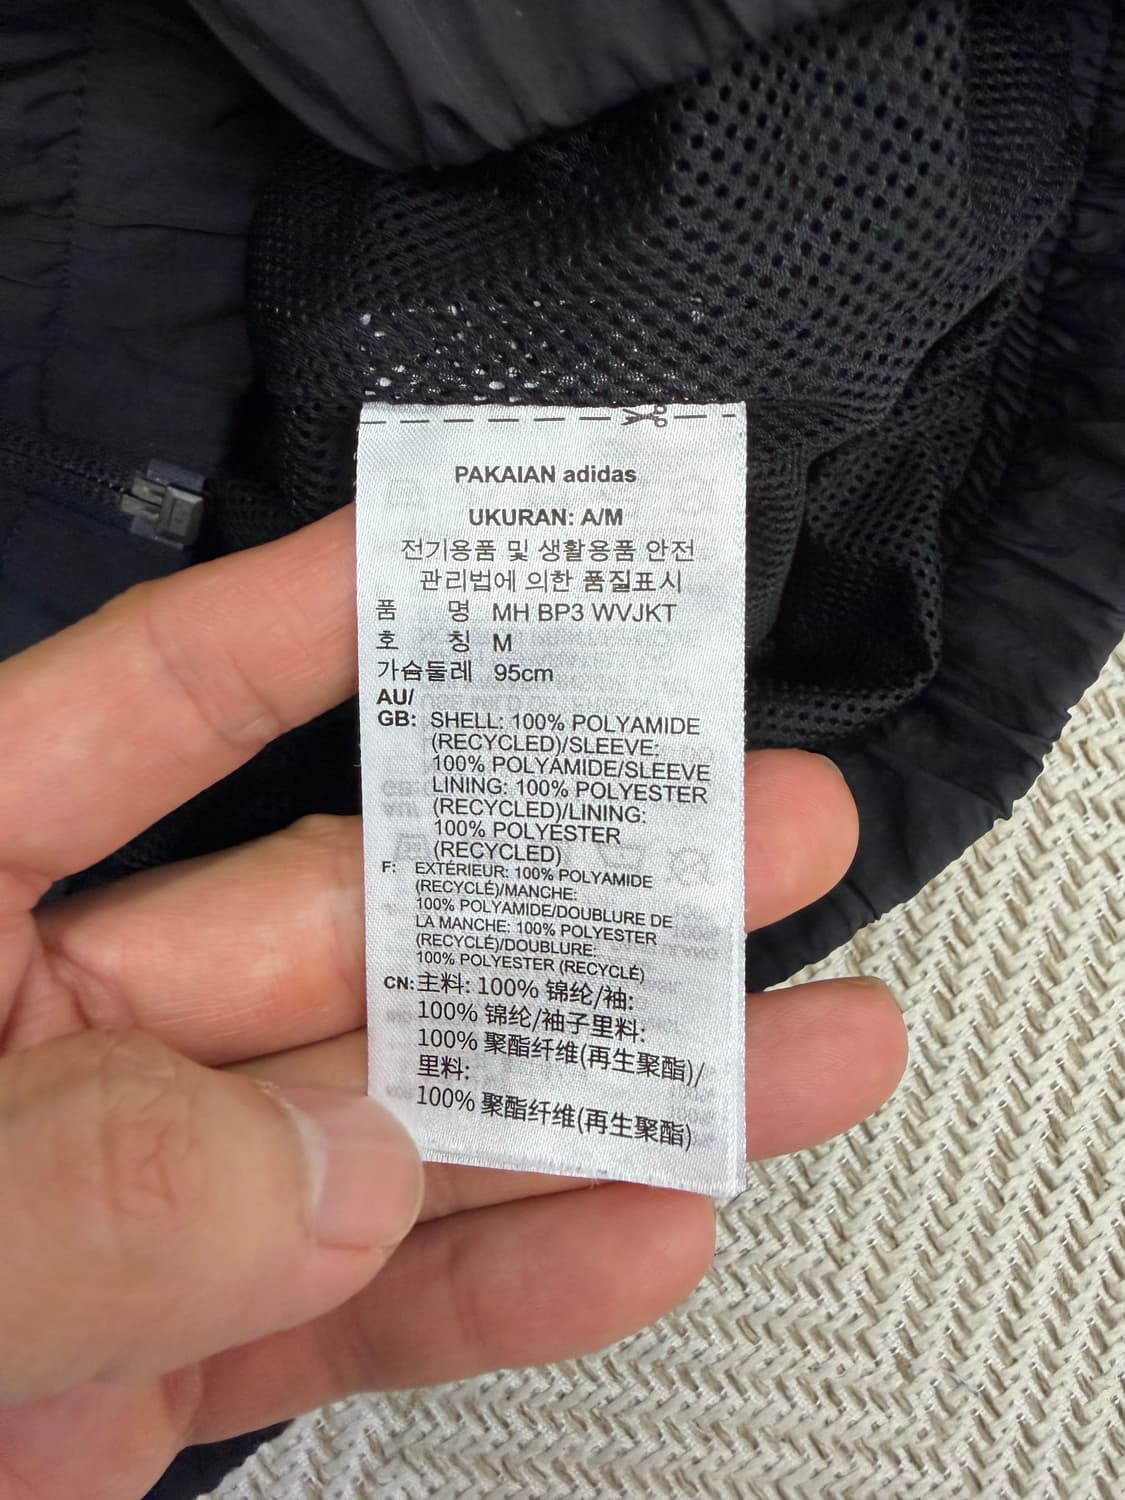 PAKAIAN adidas
UKURAN: A/M
전기용품 및 생활용품 안전
관리법에 의한 품질표시
품 명 MH BP3 WVJKT
호 칭 M
가슴둘레 95cm
AU/
GB: SHELL: 100% POLYAMIDE
(RECYCLED)/SLEEVE:
100% POLYAMIDE/SLEEVE
LINING: 100% POLYESTER
(RECYCLED)/LINING:
100% POLYESTER
(RECYCLED)
F: EXTÉRIEUR: 100% POLYAMIDE
(RECYCLÉ)/MANCHE:
100% POLYAMIDE/DOUBLURE DE
LA MANCHE: 100% POLYESTER
(RECYCLÉ)/DOUBLURE:
100% POLYESTER (RECYCLÉ)
CN: 主料: 100% 锦纶/袖:
100% 锦纶/袖子里料:
100% 聚酯纤维(再生聚酯)/
里料:
100% 聚酯纤维(再生聚酯)